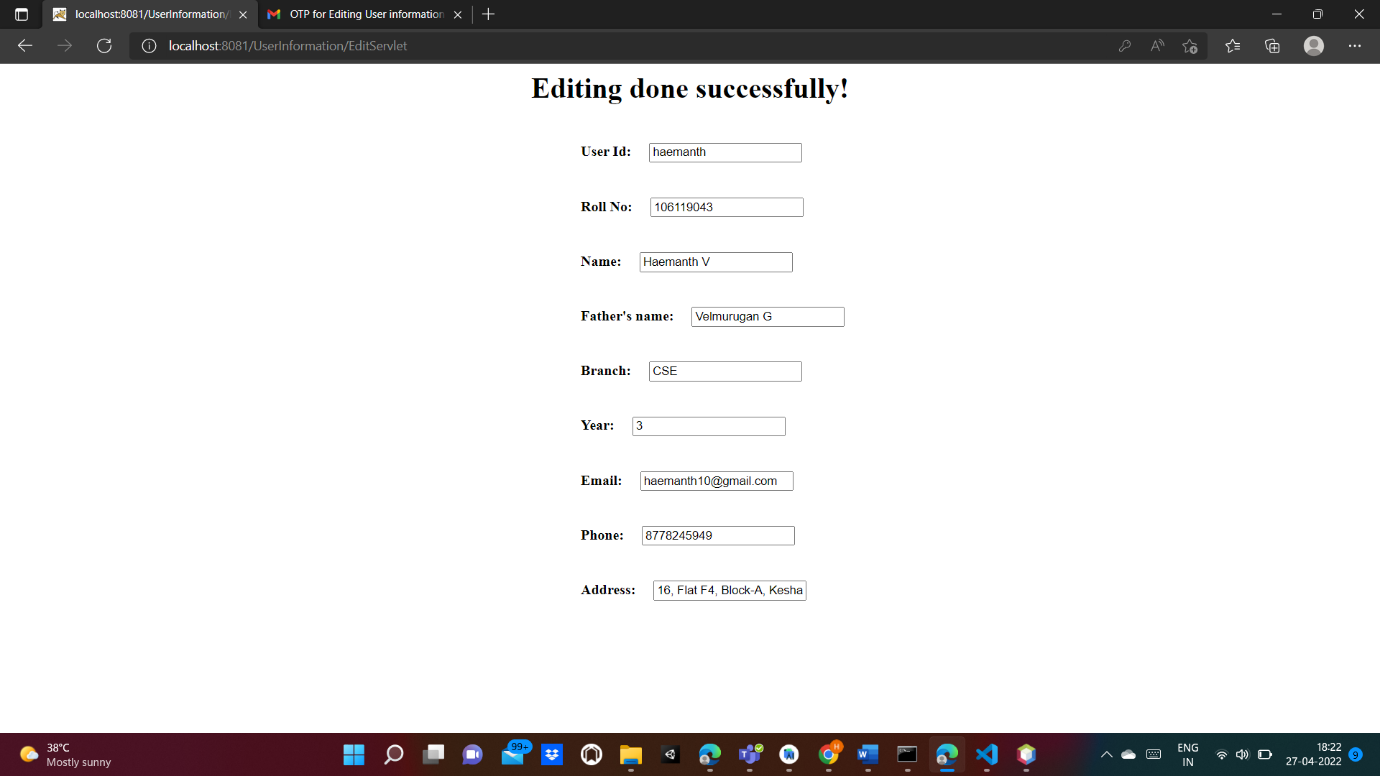 localhost:8081/UserInformation/
OTP for Editing User information
localhost:8081/UserInformation/EditServlet
Editing done successfully!
User Id: haemanth
Roll No: 106119043
Name: Haemanth V
Father's name: Velmurugan G
Branch: CSE
Year: 3
Email: haemanth10@gmail.com
Phone: 8778245949
Address: 16, Flat F4, Block-A, Kesha
38°C
Mostly sunny
99+
H
W
ENG
IN
18:22
27-04-2022
9